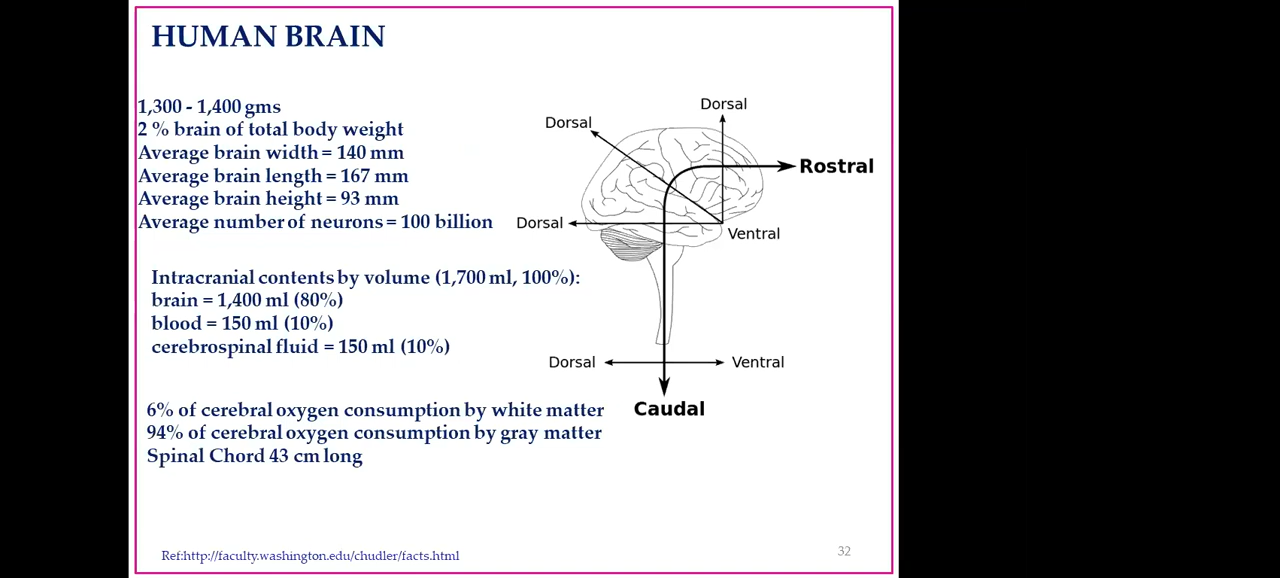 HUMAN BRAIN
1,300 - 1,400 gms
2 % brain of total body weight
Average brain width = 140 mm
Average brain length = 167 mm
Average brain height = 93 mm
Average number of neurons = 100 billion
Intracranial contents by volume (1,700 ml, 100%):
brain = 1,400 ml (80%)
blood = 150 ml (10%)
cerebrospinal fluid = 150 ml (10%)
6% of cerebral oxygen consumption by white matter
94% of cerebral oxygen consumption by gray matter
Spinal Chord 43 cm long
Dorsal
Dorsal
Rostral
Dorsal
Ventral
Dorsal
Ventral
Caudal
Ref:http://faculty.washington.edu/chudler/facts.html
32